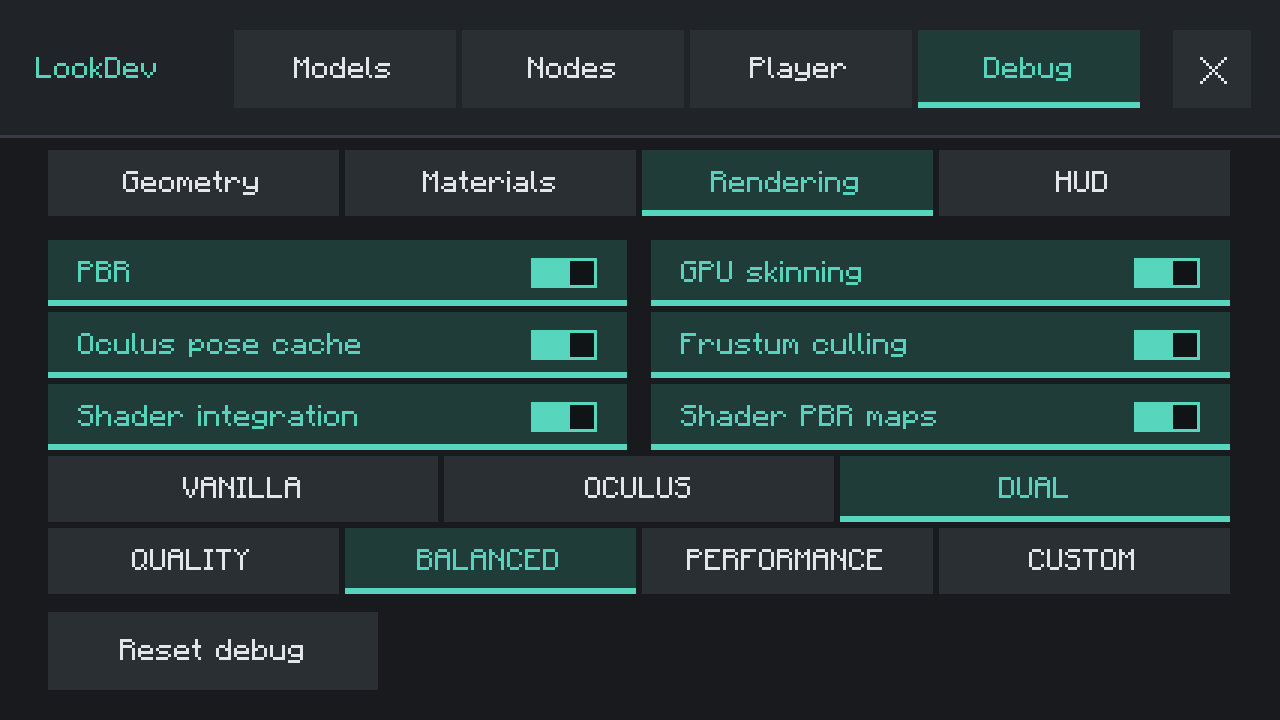 LookDev Models Nodes Player Debug
Geometry Materials Rendering HUD
PBR GPU skinning
Oculus pose cache Frustum culling
Shader integration Shader PBR maps
VANILLA OCULUS DUAL
QUALITY BALANCED PERFORMANCE CUSTOM
Reset debug